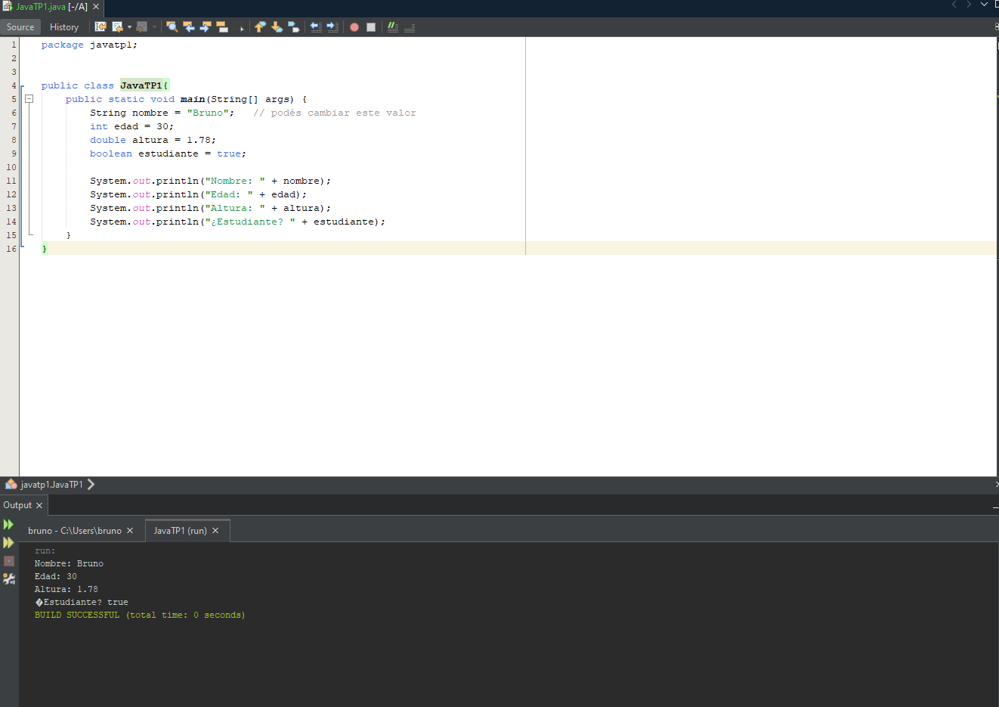 JavaTP1.java [-/A]
Source History
1 package javatp1;
2
3
4 public class JavaTP1{
5 public static void main(String[] args) {
6 String nombre = "Bruno"; // podés cambiar este valor
7 int edad = 30;
8 double altura = 1.78;
9 boolean estudiante = true;
10
11 System.out.println("Nombre: " + nombre);
12 System.out.println("Edad: " + edad);
13 System.out.println("Altura: " + altura);
14 System.out.println("¿Estudiante? " + estudiante);
15 }
16 }
javatp1.JavaTP1
Output
bruno - C:\Users\bruno JavaTP1 (run)
run:
Nombre: Bruno
Edad: 30
Altura: 1.78
�Estudiante? true
BUILD SUCCESSFUL (total time: 0 seconds)